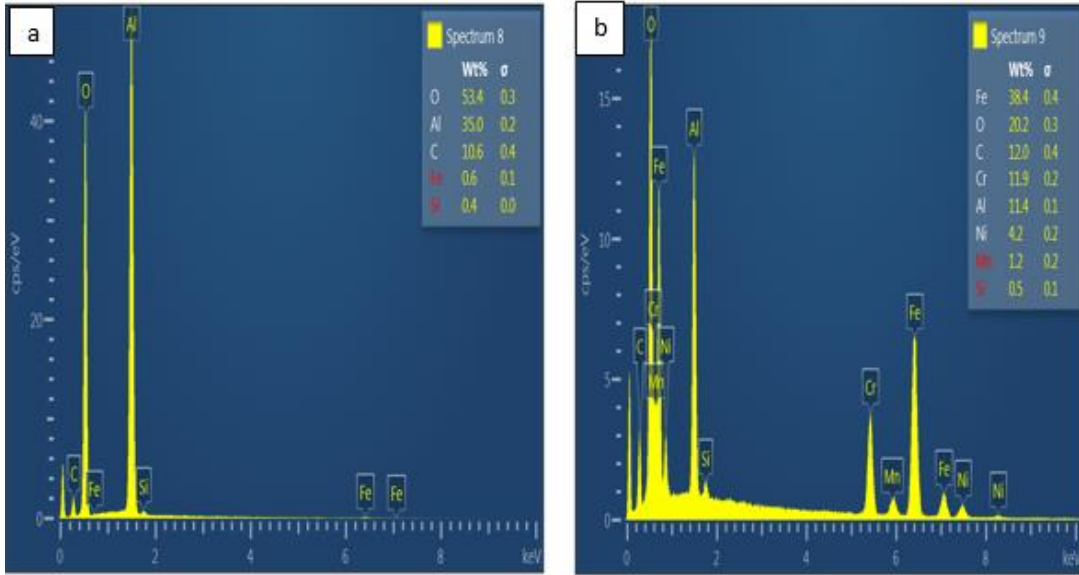 a
Spectrum 8
Wt% σ
O 53.4 0.3
Al 35.0 0.2
C 10.6 0.4
Fe 0.6 0.1
Si 0.4 0.0
Al
O
C
Fe
Si
Fe
Fe
40
20
0
cps/eV
0 2 4 6 8 keV
b
Spectrum 9
Wt% σ
Fe 38.4 0.4
O 20.2 0.3
C 12.0 0.4
Cr 11.9 0.2
Al 11.4 0.1
Ni 4.2 0.2
Mn 1.2 0.2
Si 0.5 0.1
O
Al
Fe
Cr
C
Ni
Mn
Si
Cr
Mn
Fe
Fe
Ni
Ni
15
10
5
0
cps/eV
0 2 4 6 8 keV